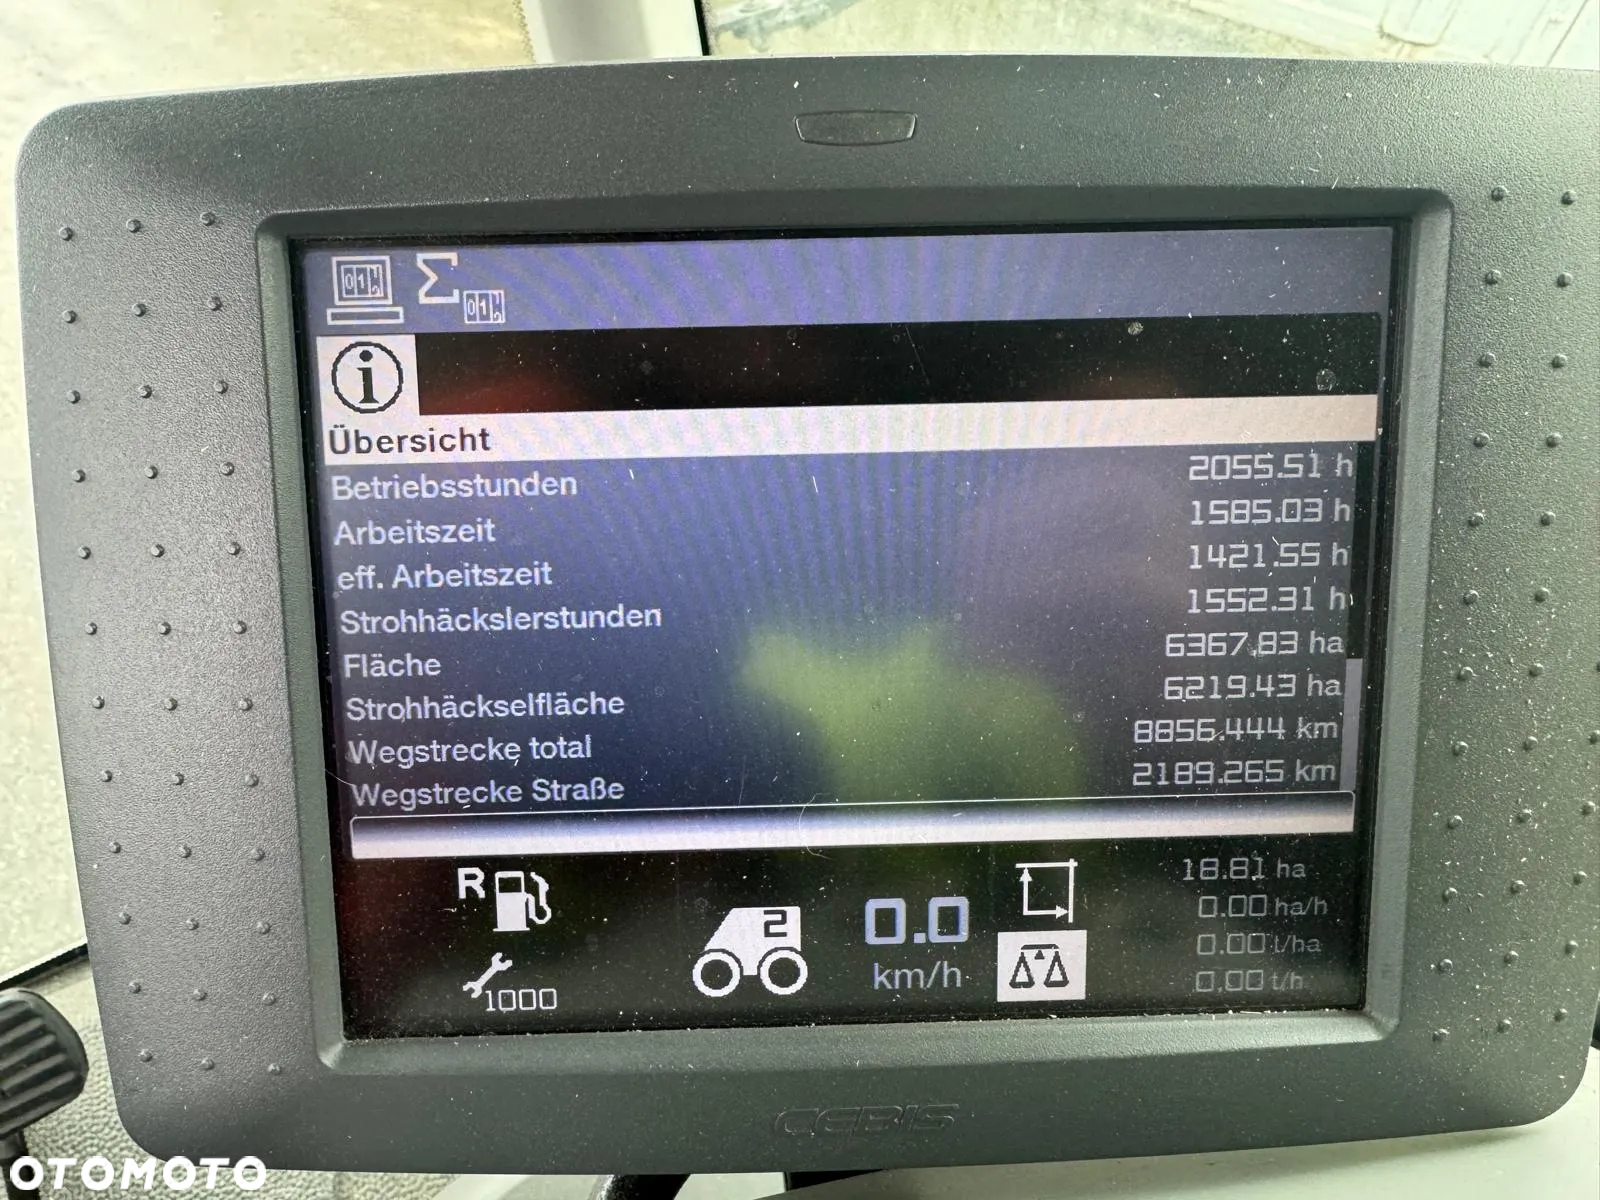 Übersicht
Betriebsstunden 2055.51 h
Arbeitszeit 1585.03 h
eff. Arbeitszeit 1421.55 h
Strohhäckslerstunden 1552.31 h
Fläche 6367.83 ha
Strohhäckselfläche 6219.43 ha
Wegstrecke total 8856.444 km
Wegstrecke Straße 2189.265 km
R
1000
2
0.0
km/h
18.81 ha
0.00 ha/h
0.00 t/ha
0.00 t/h
CEBIS
OTOMOTO